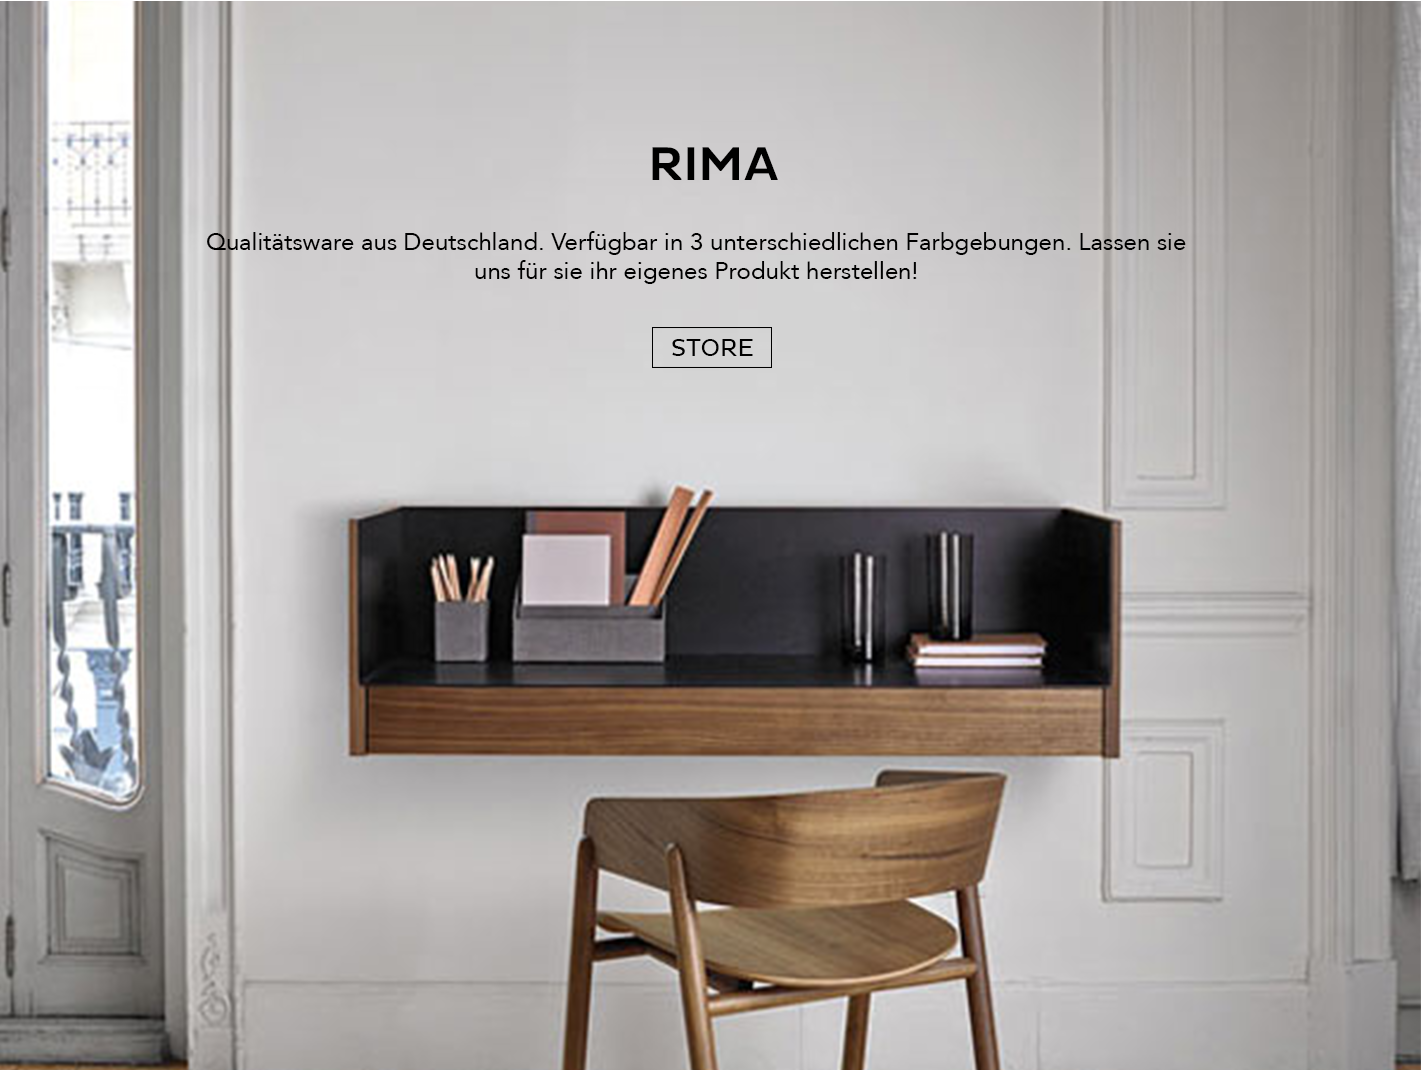 RIMA
Qualitätsware aus Deutschland. Verfügbar in 3 unterschiedlichen Farbgebungen. Lassen sie
uns für sie ihr eigenes Produkt herstellen!
STORE